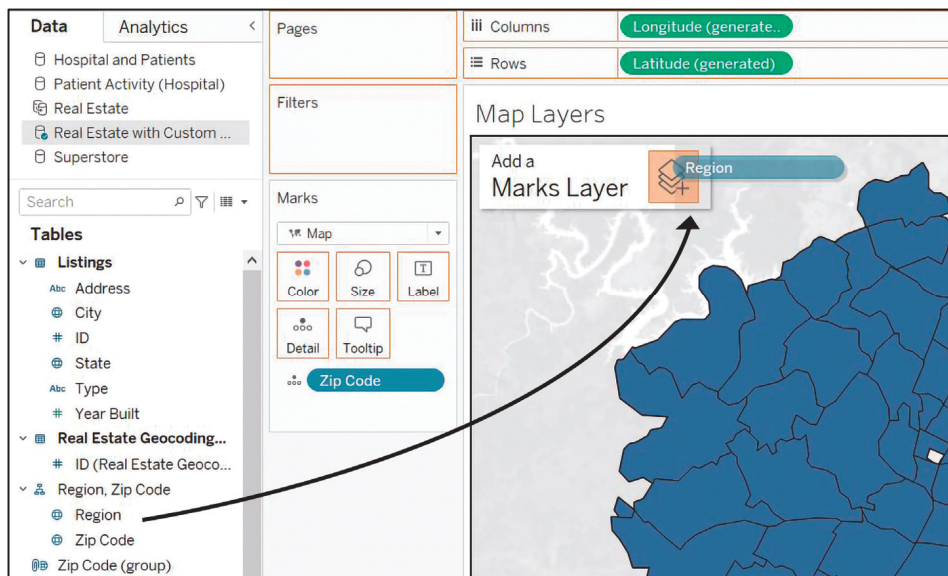 Data
Analytics
Hospital and Patients
Patient Activity (Hospital)
Real Estate
Real Estate with Custom ...
Superstore
Search
Tables
Listings
Abc Address
City
# ID
State
Abc Type
# Year Built
Real Estate Geocoding...
# ID (Real Estate Geoco...
Region, Zip Code
Region
Zip Code
Zip Code (group)
Pages
Filters
Marks
Map
Color
Size
T
Label
Detail
Tooltip
Zip Code
Columns
Longitude (generate..
Rows
Latitude (generated)
Map Layers
Add a
Marks Layer
Region